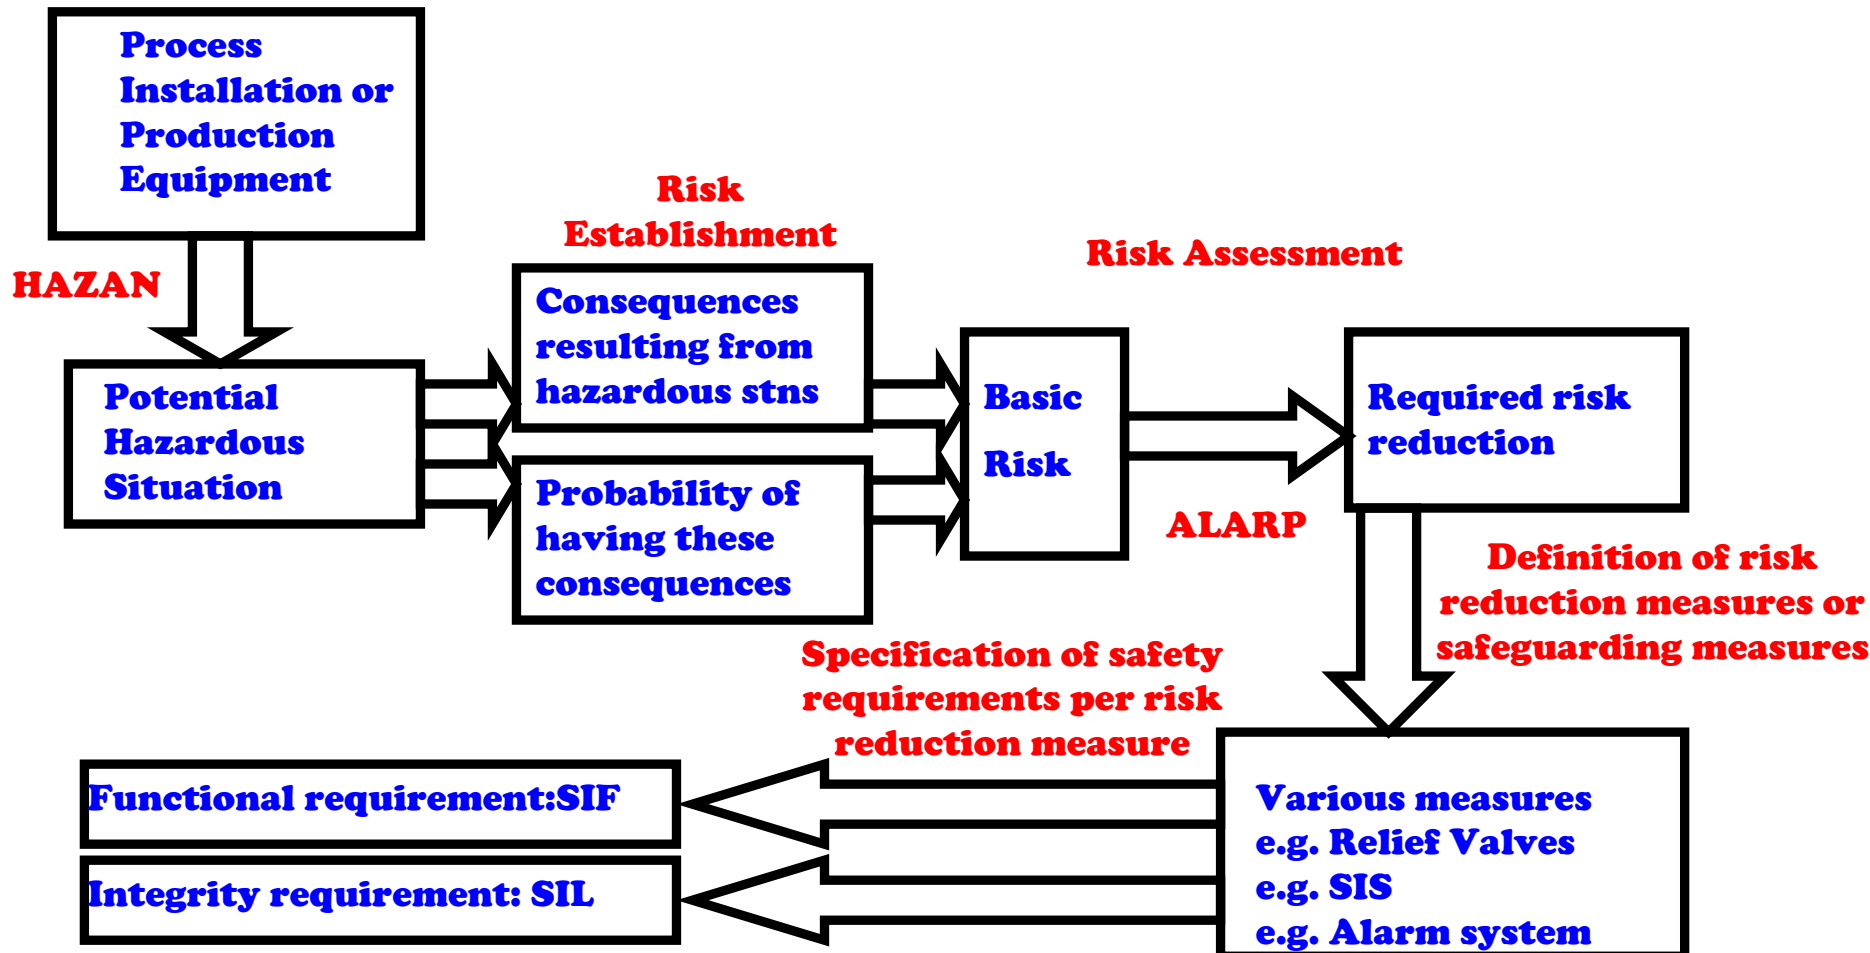 Process
Installation or
Production
Equipment
HAZAN
Potential
Hazardous
Situation
Risk
Establishment
Consequences
resulting from
hazardous stns
Probability of
having these
consequences
Basic
Risk
Risk Assessment
ALARP
Required risk
reduction
Definition of risk
reduction measures or
safeguarding measures
Various measures
e.g. Relief Valves
e.g. SIS
e.g. Alarm system
Specification of safety
requirements per risk
reduction measure
Functional requirement:SIF
Integrity requirement: SIL